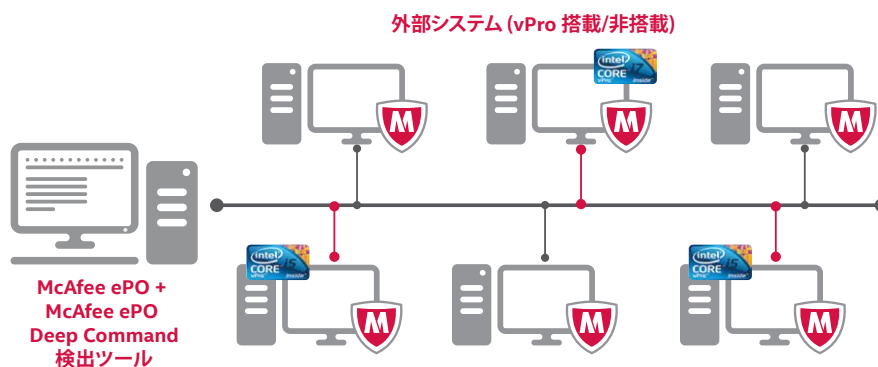 外部システム (vPro 搭載/非搭載)
intel
CORE i7
vPro inside
M
M
M
intel
CORE i5
vPro inside
intel
CORE i5
vPro inside
M
M
M
McAfee ePO +
McAfee ePO
Deep Command
検出ツール